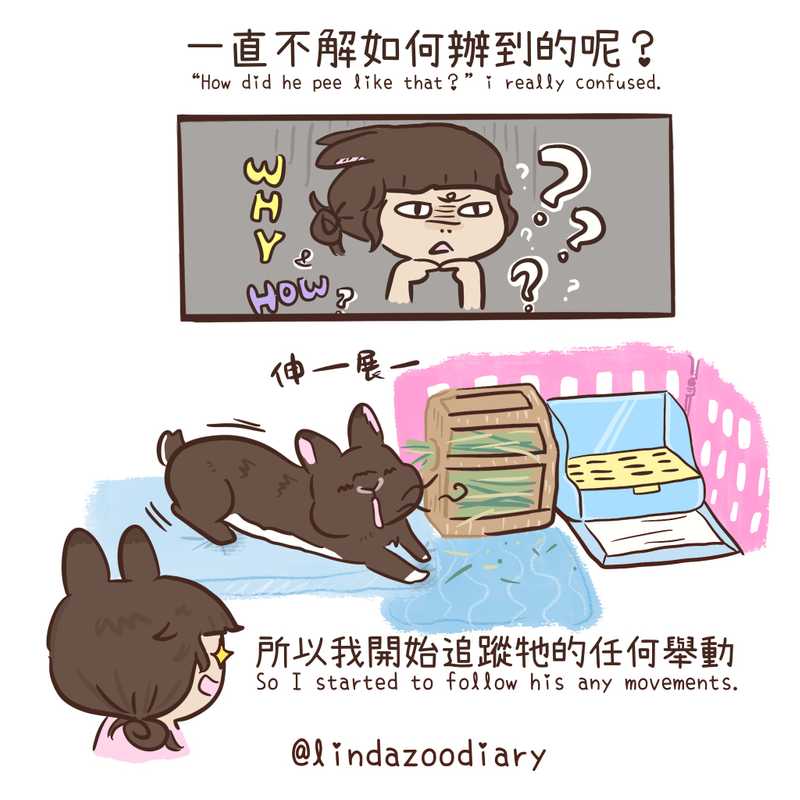 一直不解如何辦到的呢？
“How did he pee like that?” i really confused.
WHY
&
HOW?
伸一展一
所以我開始追蹤牠的任何舉動
So I started to follow his any movements.
@lindazoodiary